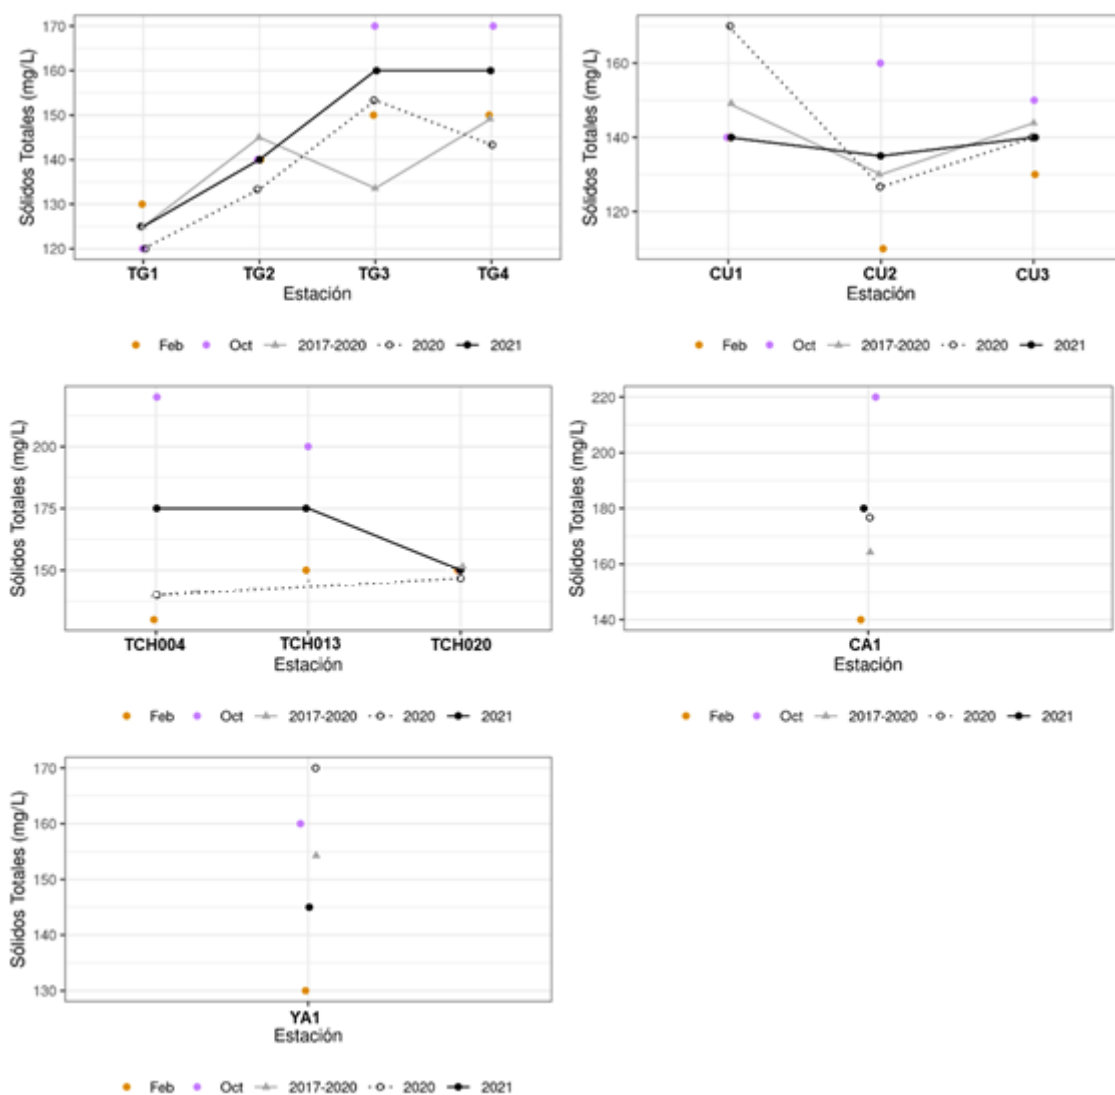 Sólidos Totales (mg/L)
170
160
150
140
130
120
TG1 TG2 TG3 TG4
Estación
Feb Oct 2017-2020 2020 2021
Sólidos Totales (mg/L)
160
140
120
CU1 CU2 CU3
Estación
Feb Oct 2017-2020 2020 2021
Sólidos Totales (mg/L)
200
175
150
TCH004 TCH013 TCH020
Estación
Feb Oct 2017-2020 2020 2021
Sólidos Totales (mg/L)
220
200
180
160
140
CA1
Estación
Feb Oct 2017-2020 2020 2021
Sólidos Totales (mg/L)
170
160
150
140
130
YA1
Estación
Feb Oct 2017-2020 2020 2021